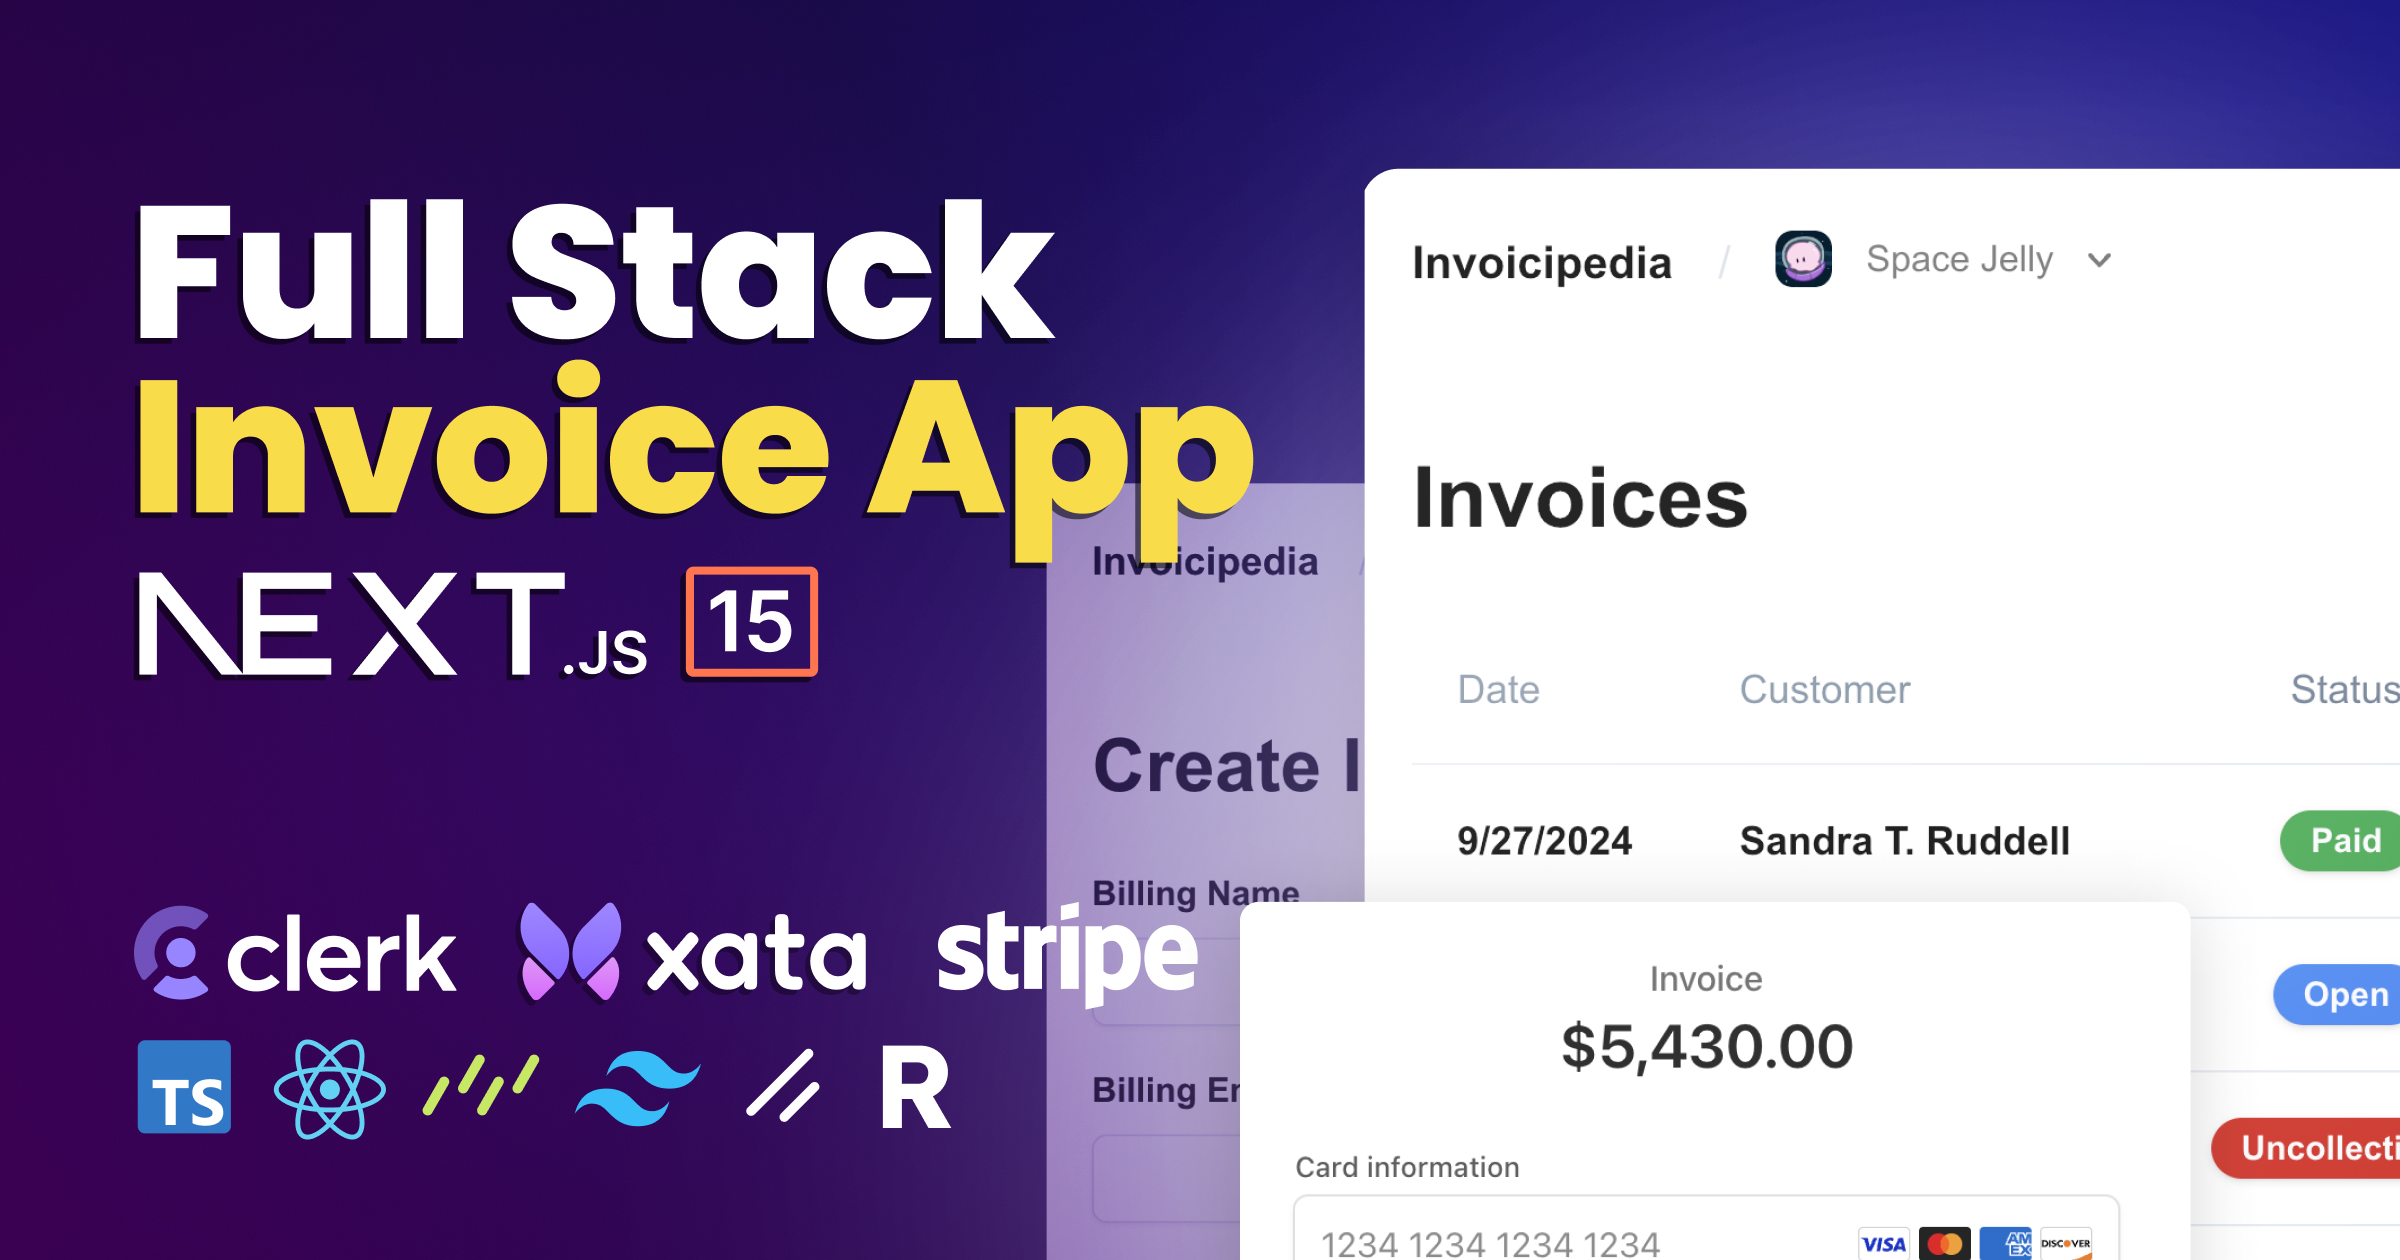 Full Stack
Invoice App
NEXT.JS 15
clerk xata stripe
TS R
Invoicipedia / Space Jelly
Invoices
Date Customer Status
9/27/2024 Sandra T. Ruddell Paid
Open
Uncollecti
Invoicipedia /
Create I
Billing Name
Billing E
Invoice
$5,430.00
Card information
1234 1234 1234 1234 VISA AMEX DISCOVER